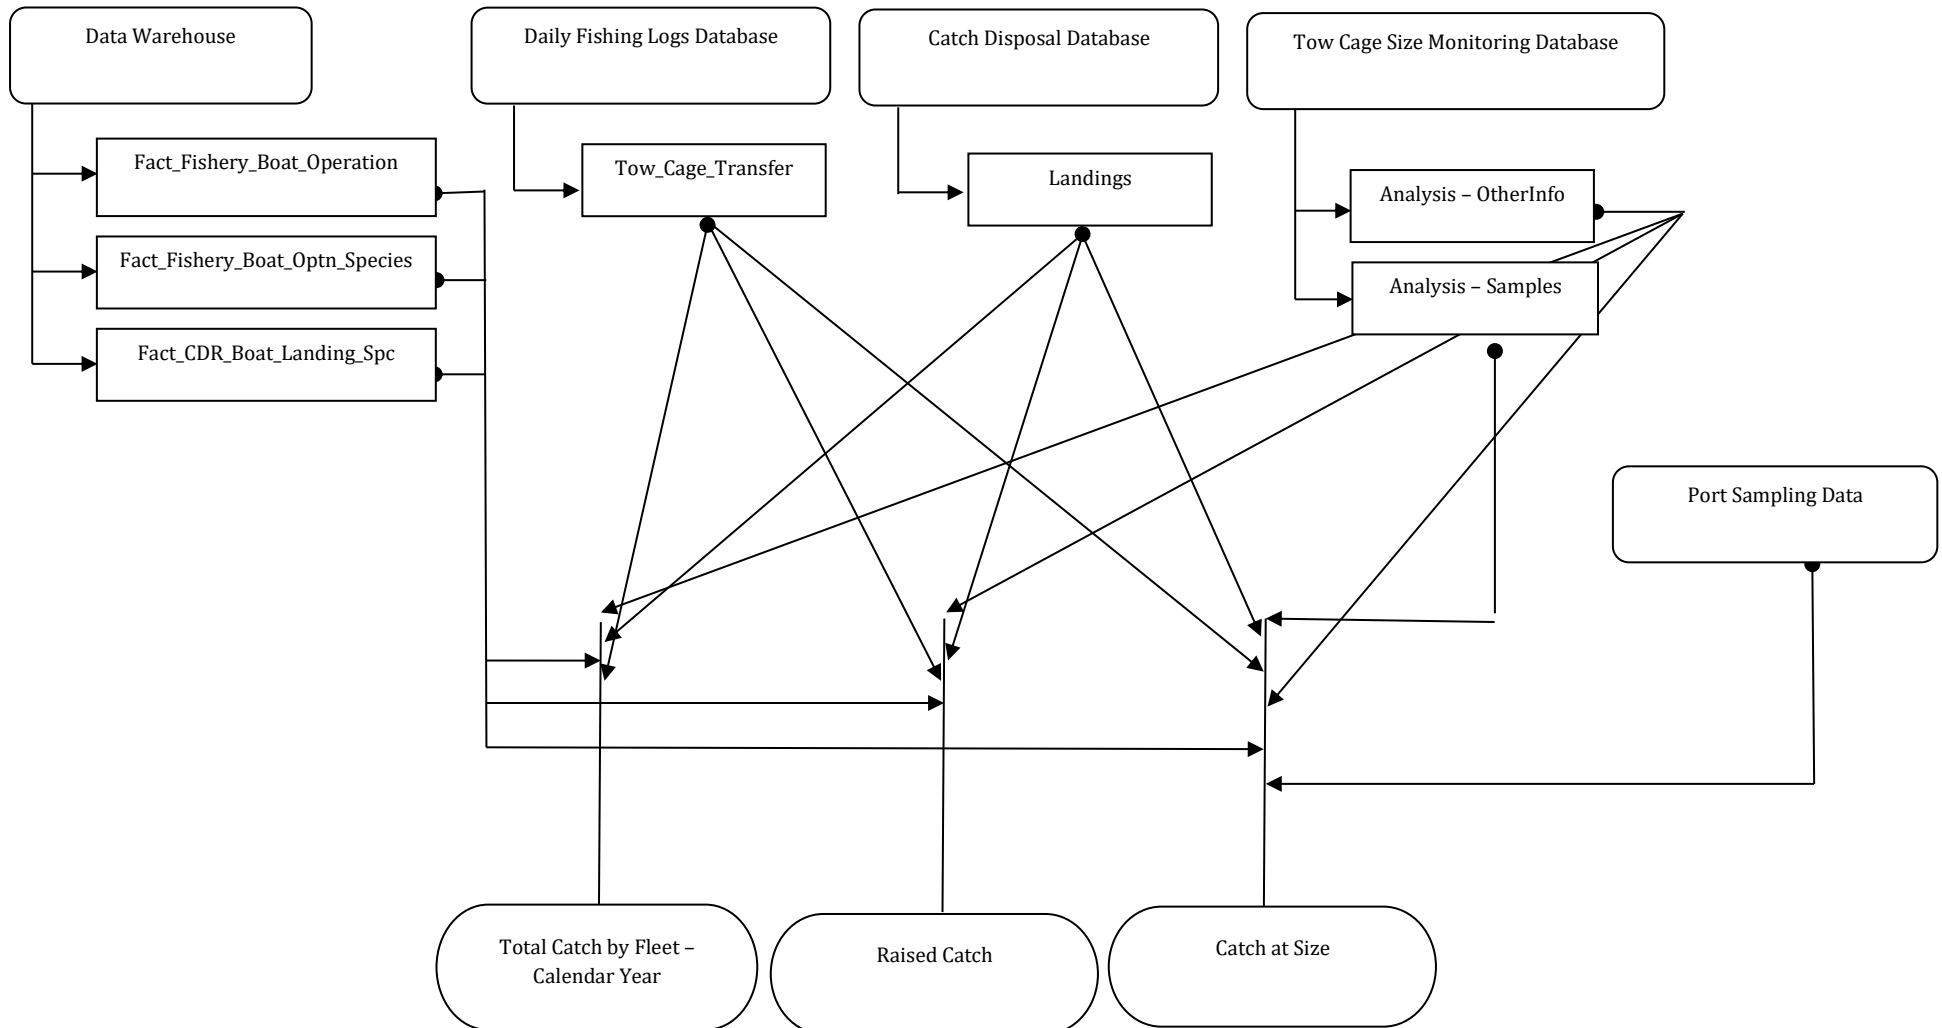 Data Warehouse
Daily Fishing Logs Database
Catch Disposal Database
Tow Cage Size Monitoring Database
Fact_Fishery_Boat_Operation
Tow_Cage_Transfer
Landings
Analysis – OtherInfo
Fact_Fishery_Boat_Optn_Species
Analysis – Samples
Fact_CDR_Boat_Landing_Spc
Port Sampling Data
Total Catch by Fleet –
Calendar Year
Raised Catch
Catch at Size